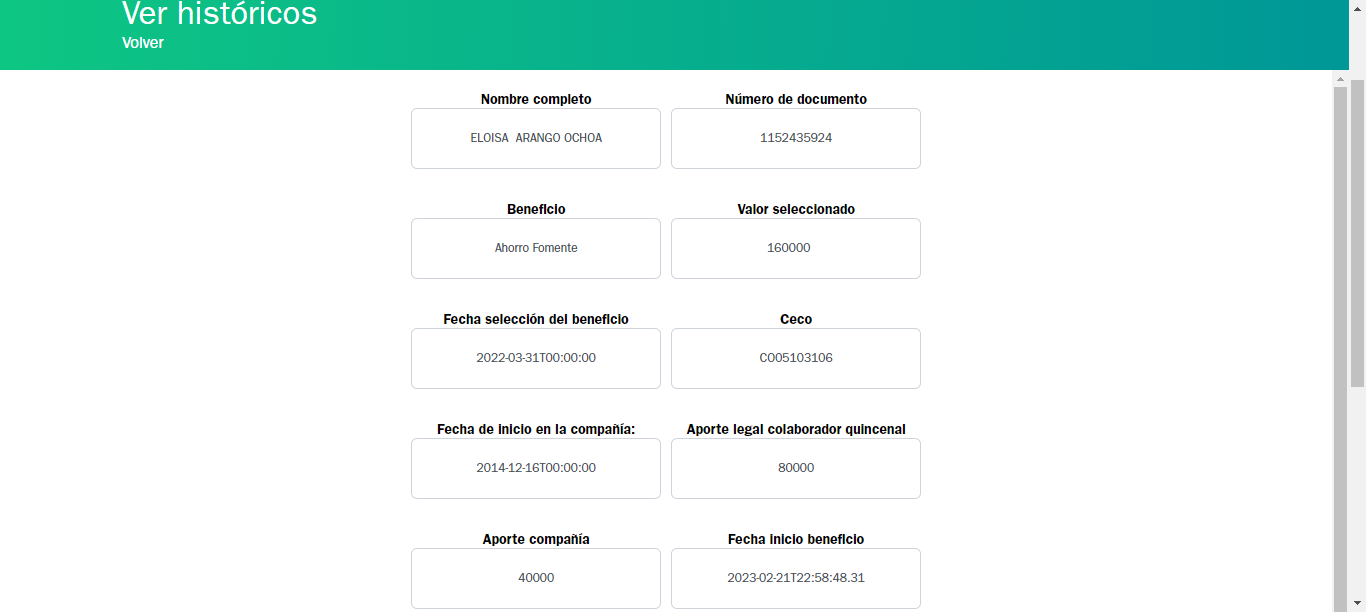 Ver históricos
Volver
Nombre completo
Número de documento
ELOISA  ARANGO OCHOA
1152435924
Beneficio
Valor seleccionado
Ahorro Fomente
160000
Fecha selección del beneficio
Ceco
2022-03-31T00:00:00
CO05103106
Fecha de inicio en la compañía:
Aporte legal colaborador quincenal
2014-12-16T00:00:00
80000
Aporte compañía
Fecha inicio beneficio
40000
2023-02-21T22:58:48.31